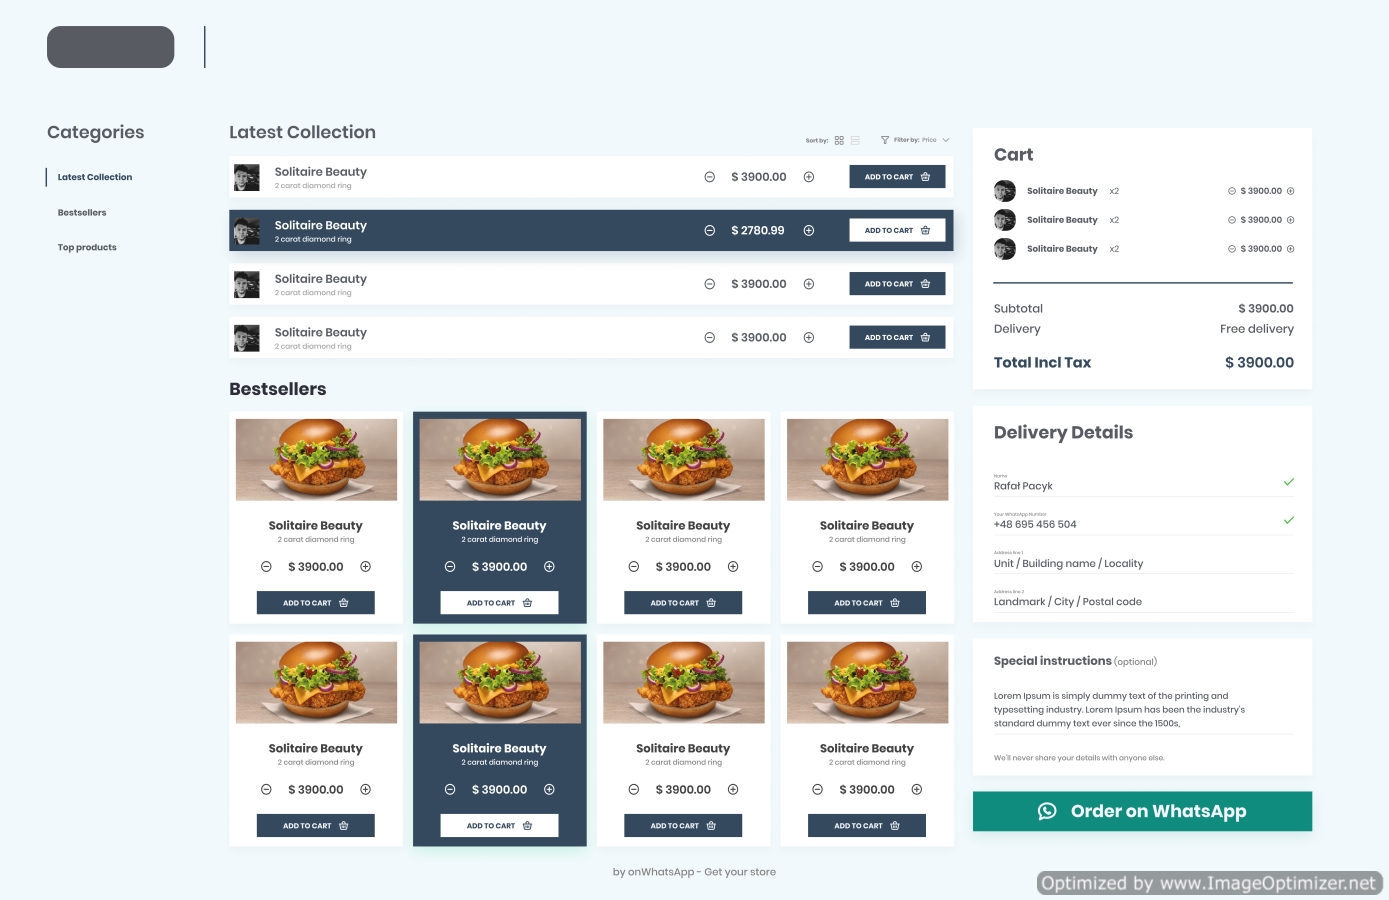 Categories
Latest Collection
Bestsellers
Top products
Latest Collection
Sort by:
Filter by: Price
Solitaire Beauty
2 carat diamond ring
$ 3900.00
ADD TO CART
Solitaire Beauty
2 carat diamond ring
$ 2780.99
ADD TO CART
Solitaire Beauty
2 carat diamond ring
$ 3900.00
ADD TO CART
Solitaire Beauty
2 carat diamond ring
$ 3900.00
ADD TO CART
Bestsellers
Solitaire Beauty
2 carat diamond ring
$ 3900.00
ADD TO CART
Solitaire Beauty
2 carat diamond ring
$ 3900.00
ADD TO CART
Solitaire Beauty
2 carat diamond ring
$ 3900.00
ADD TO CART
Solitaire Beauty
2 carat diamond ring
$ 3900.00
ADD TO CART
Solitaire Beauty
2 carat diamond ring
$ 3900.00
ADD TO CART
Solitaire Beauty
2 carat diamond ring
$ 3900.00
ADD TO CART
Solitaire Beauty
2 carat diamond ring
$ 3900.00
ADD TO CART
Solitaire Beauty
2 carat diamond ring
$ 3900.00
ADD TO CART
Cart
Solitaire Beauty x2 $ 3900.00
Solitaire Beauty x2 $ 3900.00
Solitaire Beauty x2 $ 3900.00
Subtotal $ 3900.00
Delivery Free delivery
Total Incl Tax $ 3900.00
Delivery Details
Name
Rafał Pacyk
Your WhatsApp Number
+48 695 456 504
Address line 1
Unit / Building name / Locality
Address line 2
Landmark / City / Postal code
Special instructions (optional)
Lorem Ipsum is simply dummy text of the printing and
typesetting industry. Lorem Ipsum has been the industry's
standard dummy text ever since the 1500s,
We'll never share your details with anyone else.
Order on WhatsApp
by onWhatsApp - Get your store
Optimized by www.ImageOptimizer.net